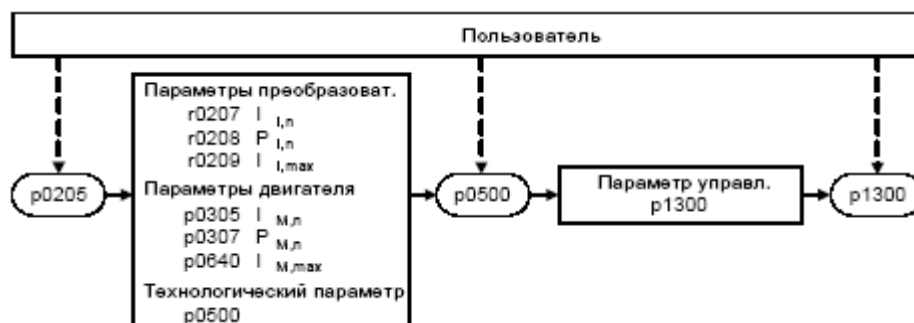 Пользователь
Параметры преобразоват.
r0207 I I,n
r0208 P I,n
r0209 I I,max
Параметры двигателя
p0305 I M,n
p0307 P M,n
p0640 I M,max
Технологический параметр
p0500
p0205
p0500
Параметр управл.
p1300
p1300